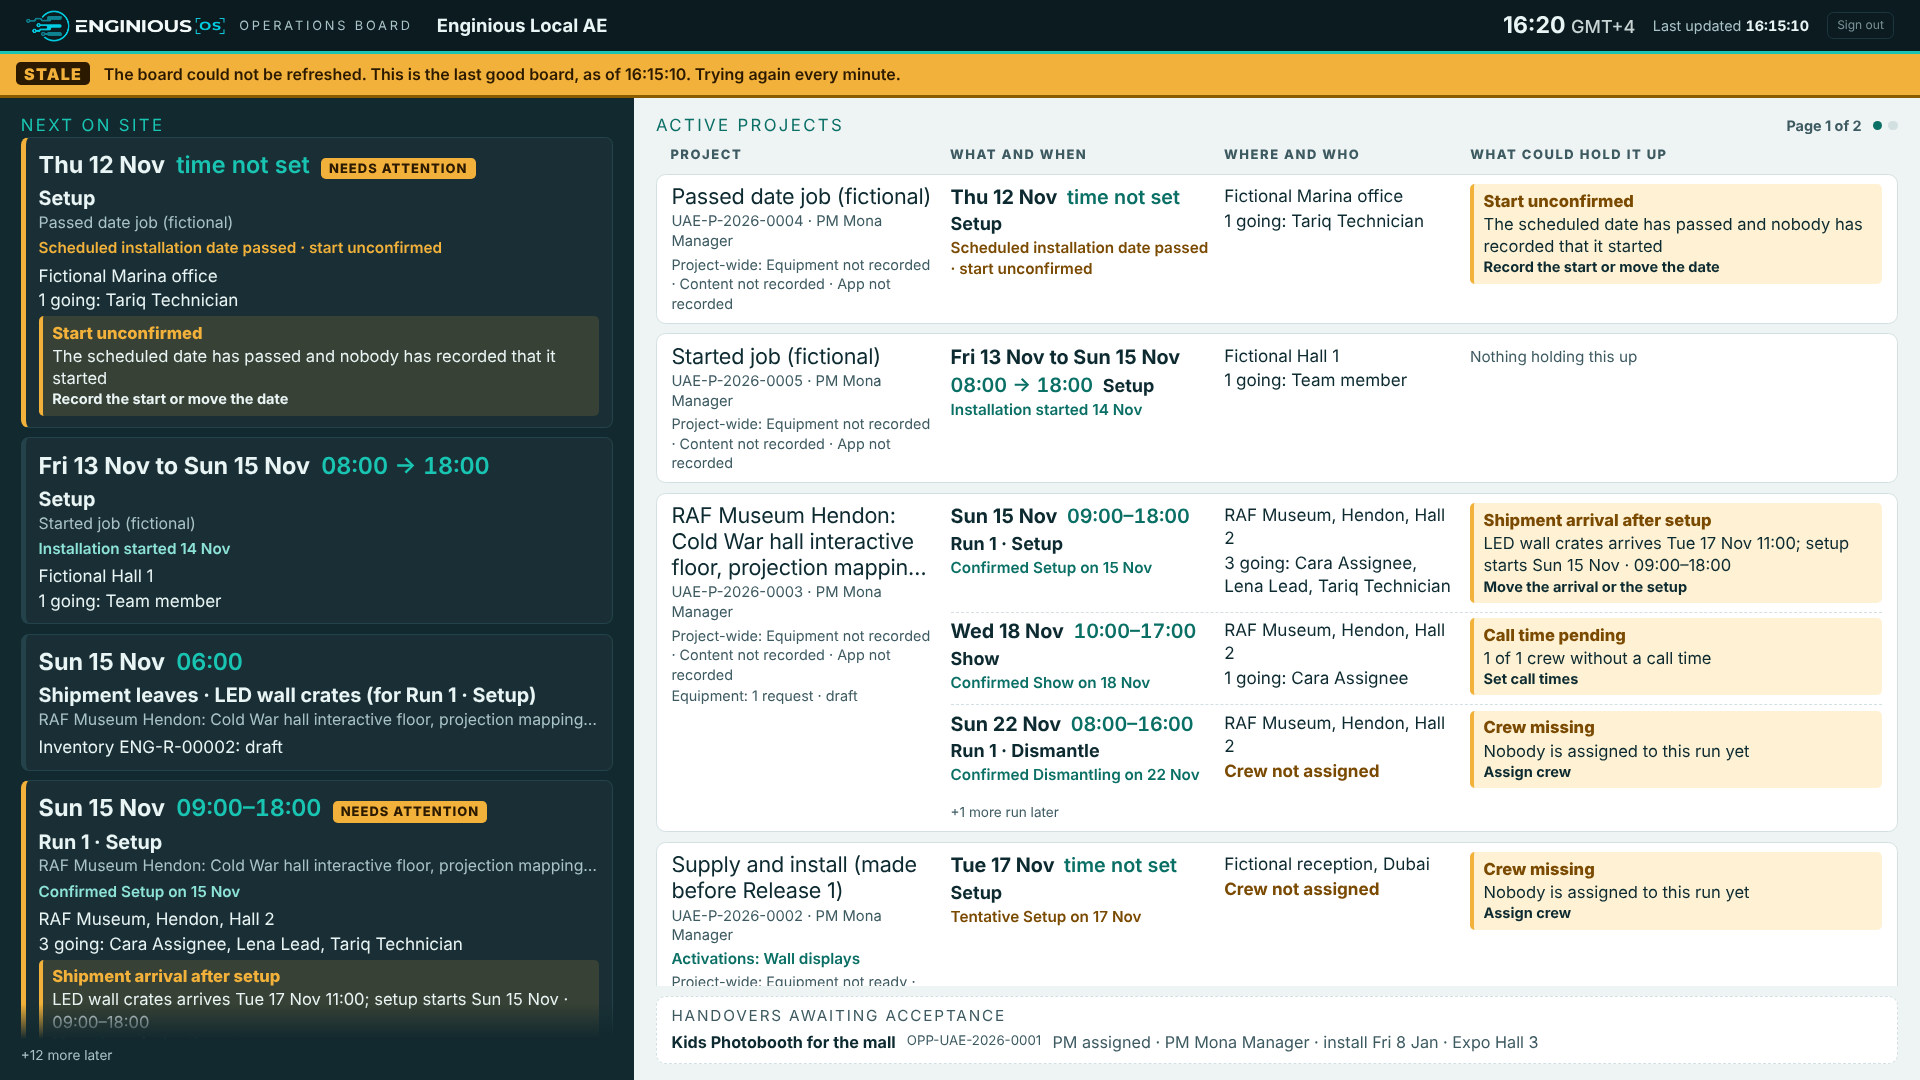 ENGINIOUS [OS] OPERATIONS BOARD Enginious Local AE 16:20 GMT+4 Last updated 16:15:10 Sign out
STALE The board could not be refreshed. This is the last good board, as of 16:15:10. Trying again every minute.
NEXT ON SITE
Thu 12 Nov time not set NEEDS ATTENTION
Setup
Passed date job (fictional)
Scheduled installation date passed · start unconfirmed
Fictional Marina office
1 going: Tariq Technician
Start unconfirmed
The scheduled date has passed and nobody has recorded that it
started
Record the start or move the date
Fri 13 Nov to Sun 15 Nov 08:00 → 18:00
Setup
Started job (fictional)
Installation started 14 Nov
Fictional Hall 1
1 going: Team member
Sun 15 Nov 06:00
Shipment leaves · LED wall crates (for Run 1 · Setup)
RAF Museum Hendon: Cold War hall interactive floor, projection mapping…
Inventory ENG-R-00002: draft
Sun 15 Nov 09:00–18:00 NEEDS ATTENTION
Run 1 · Setup
RAF Museum Hendon: Cold War hall interactive floor, projection mapping…
Confirmed Setup on 15 Nov
RAF Museum, Hendon, Hall 2
3 going: Cara Assignee, Lena Lead, Tariq Technician
Shipment arrival after setup
LED wall crates arrives Tue 17 Nov 11:00; setup starts Sun 15 Nov ·
09:00–18:00
+12 more later
ACTIVE PROJECTS Page 1 of 2
PROJECT WHAT AND WHEN WHERE AND WHO WHAT COULD HOLD IT UP
Passed date job (fictional)
UAE-P-2026-0004 · PM Mona
Manager
Project-wide: Equipment not recorded
· Content not recorded · App not
recorded
Thu 12 Nov time not set
Setup
Scheduled installation date passed
· start unconfirmed
Fictional Marina office
1 going: Tariq Technician
Start unconfirmed
The scheduled date has passed and nobody has
recorded that it started
Record the start or move the date
Started job (fictional)
UAE-P-2026-0005 · PM Mona
Manager
Project-wide: Equipment not recorded
· Content not recorded · App not
recorded
Fri 13 Nov to Sun 15 Nov
08:00 → 18:00 Setup
Installation started 14 Nov
Fictional Hall 1
1 going: Team member
Nothing holding this up
RAF Museum Hendon:
Cold War hall interactive
floor, projection mappin…
UAE-P-2026-0003 · PM Mona
Manager
Project-wide: Equipment not recorded
· Content not recorded · App not
recorded
Equipment: 1 request · draft
Sun 15 Nov 09:00–18:00
Run 1 · Setup
Confirmed Setup on 15 Nov
RAF Museum, Hendon, Hall
2
3 going: Cara Assignee,
Lena Lead, Tariq Technician
Shipment arrival after setup
LED wall crates arrives Tue 17 Nov 11:00; setup
starts Sun 15 Nov · 09:00–18:00
Move the arrival or the setup
Wed 18 Nov 10:00–17:00
Show
Confirmed Show on 18 Nov
RAF Museum, Hendon, Hall
2
1 going: Cara Assignee
Call time pending
1 of 1 crew without a call time
Set call times
Sun 22 Nov 08:00–16:00
Run 1 · Dismantle
Confirmed Dismantling on 22 Nov
RAF Museum, Hendon, Hall
2
Crew not assigned
Crew missing
Nobody is assigned to this run yet
Assign crew
+1 more run later
Supply and install (made
before Release 1)
UAE-P-2026-0002 · PM Mona
Manager
Activations: Wall displays
Project-wide: Equipment not ready ·
Tue 17 Nov time not set
Setup
Tentative Setup on 17 Nov
Fictional reception, Dubai
Crew not assigned
Crew missing
Nobody is assigned to this run yet
Assign crew
HANDOVERS AWAITING ACCEPTANCE
Kids Photobooth for the mall OPP-UAE-2026-0001 PM assigned · PM Mona Manager · install Fri 8 Jan · Expo Hall 3